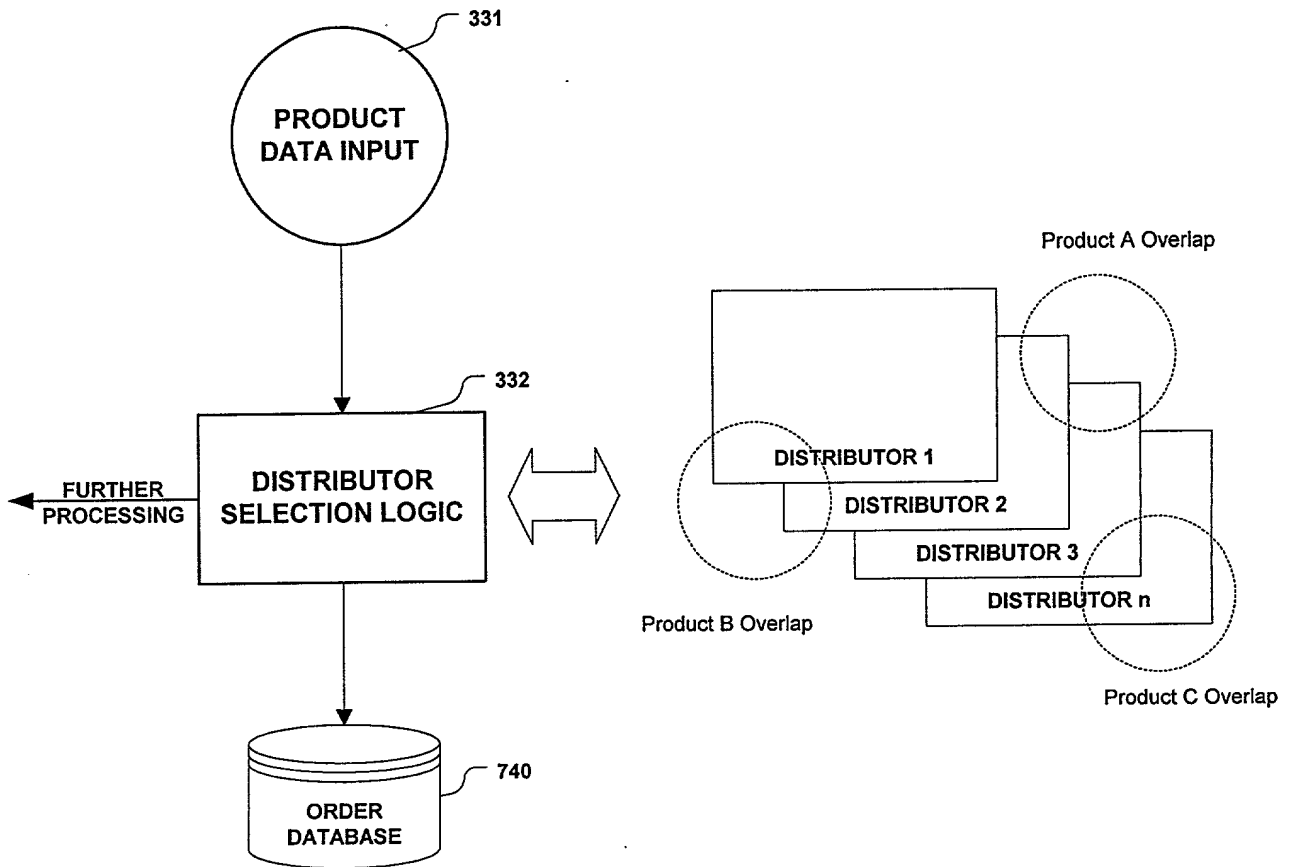 331
PRODUCT
DATA INPUT
332
DISTRIBUTOR
SELECTION LOGIC
FURTHER
PROCESSING
740
ORDER
DATABASE
Product A Overlap
DISTRIBUTOR 1
DISTRIBUTOR 2
DISTRIBUTOR 3
DISTRIBUTOR n
Product B Overlap
Product C Overlap